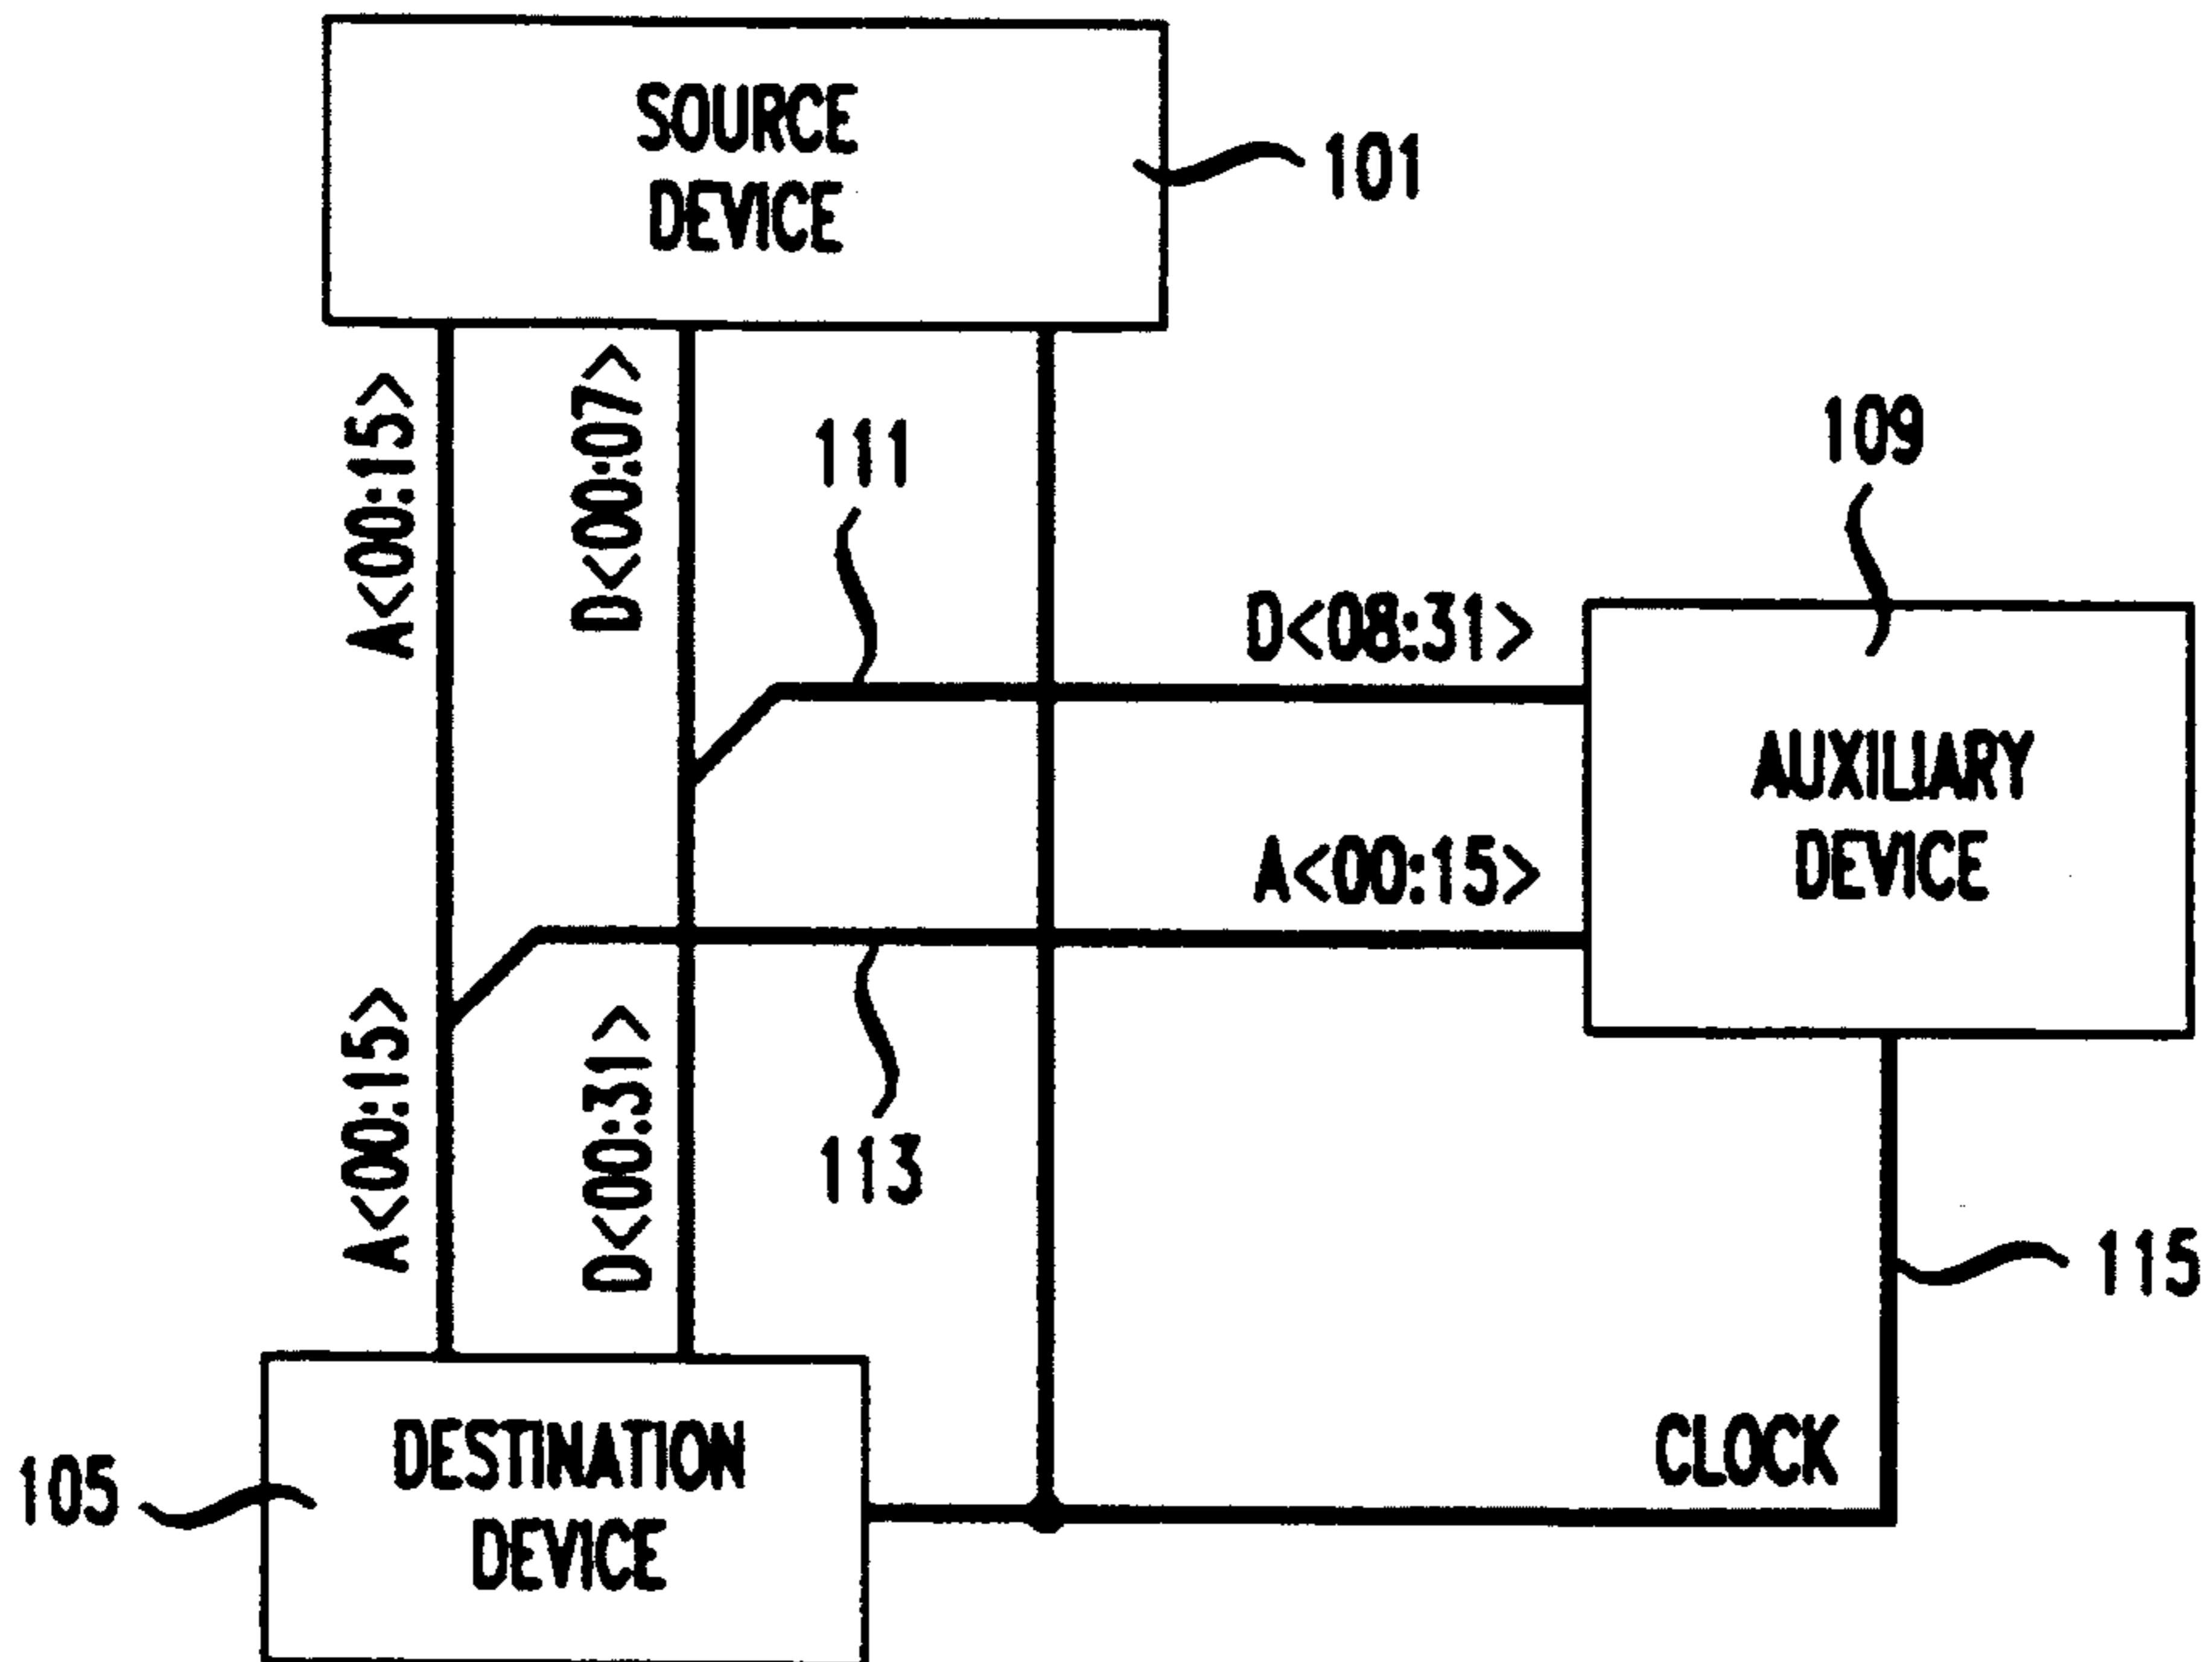 SOURCE
DEVICE
101
A<00:15>
D<00:07>
111
109
D<08:31>
AUXILIARY
DEVICE
A<00:15>
A<00:15>
D<00:31>
113
115
CLOCK
105
DESTINATION
DEVICE